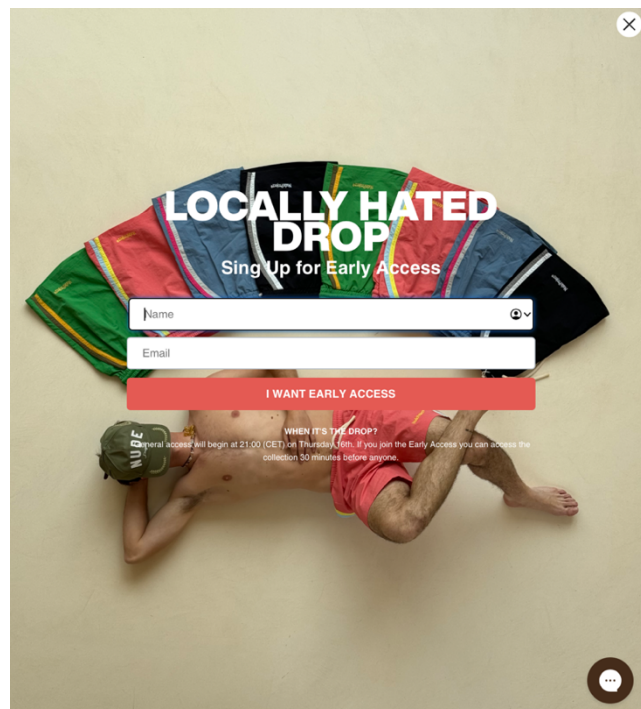 LOCALLY HATED
DROP
Sing Up for Early Access
Name
Email
I WANT EARLY ACCESS
WHEN IT'S THE DROP?
General access will begin at 21:00 (CET) on Thursday 16th. If you join the Early Access you can access the
collection 30 minutes before anyone.
NUDE